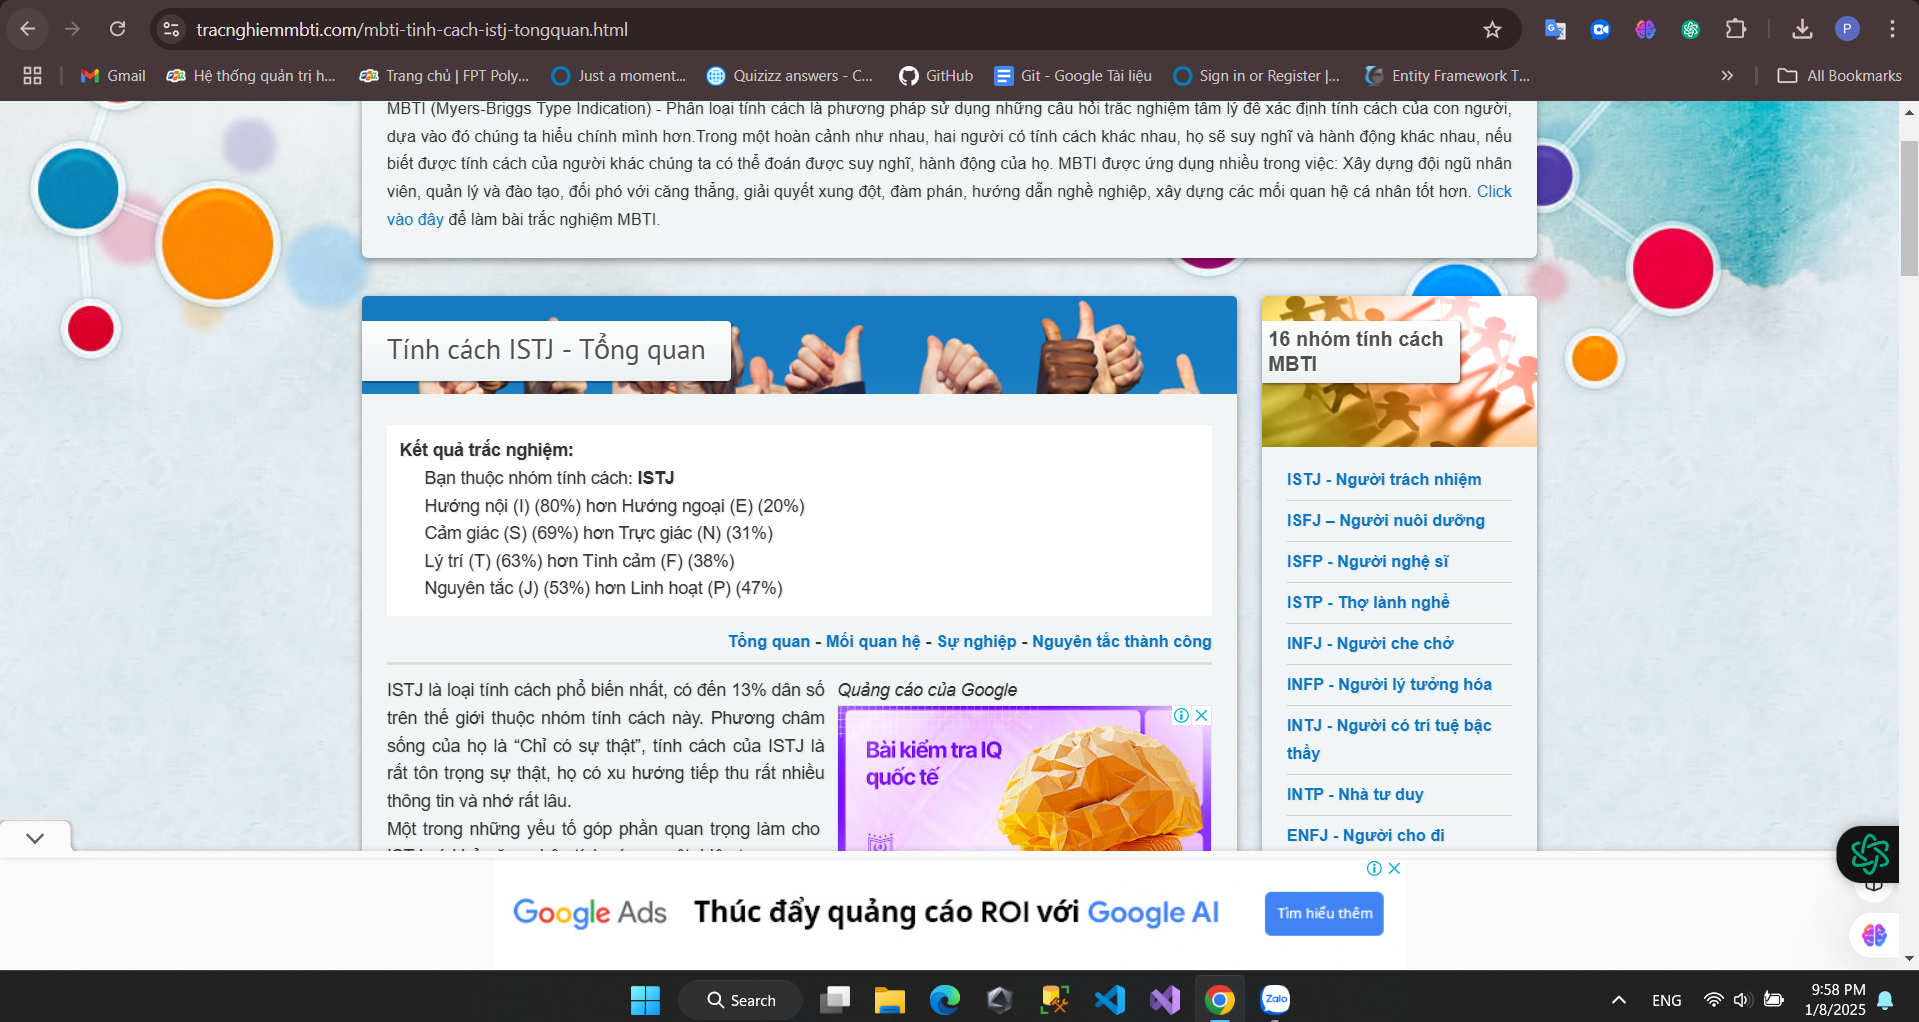 tracnghiemmbti.com/mbti-tinh-cach-istj-tongquan.html
P
Gmail
Hệ thống quản trị h...
Trang chủ | FPT Poly...
Just a moment...
Quizizz answers - C...
GitHub
Git - Google Tài liệu
Sign in or Register |...
Entity Framework T...
»
All Bookmarks
MBTI (Myers-Briggs Type Indication) - Phân loại tính cách là phương pháp sử dụng những câu hỏi trắc nghiệm tâm lý để xác định tính cách của con người,
dựa vào đó chúng ta hiểu chính mình hơn.Trong một hoàn cảnh như nhau, hai người có tính cách khác nhau, họ sẽ suy nghĩ và hành động khác nhau, nếu
biết được tính cách của người khác chúng ta có thể đoán được suy nghĩ, hành động của họ. MBTI được ứng dụng nhiều trong việc: Xây dựng đội ngũ nhân
viên, quản lý và đào tạo, đối phó với căng thẳng, giải quyết xung đột, đàm phán, hướng dẫn nghề nghiệp, xây dựng các mối quan hệ cá nhân tốt hơn. Click
vào đây để làm bài trắc nghiệm MBTI.
Tính cách ISTJ - Tổng quan
Kết quả trắc nghiệm:
Bạn thuộc nhóm tính cách: ISTJ
Hướng nội (I) (80%) hơn Hướng ngoại (E) (20%)
Cảm giác (S) (69%) hơn Trực giác (N) (31%)
Lý trí (T) (63%) hơn Tình cảm (F) (38%)
Nguyên tắc (J) (53%) hơn Linh hoạt (P) (47%)
Tổng quan - Mối quan hệ - Sự nghiệp - Nguyên tắc thành công
ISTJ là loại tính cách phổ biến nhất, có đến 13% dân số
trên thế giới thuộc nhóm tính cách này. Phương châm
sống của họ là “Chỉ có sự thật”, tính cách của ISTJ là
rất tôn trọng sự thật, họ có xu hướng tiếp thu rất nhiều
thông tin và nhớ rất lâu.
Một trong những yếu tố góp phần quan trọng làm cho
Quảng cáo của Google
Bài kiểm tra IQ
quốc tế
16 nhóm tính cách
MBTI
ISTJ - Người trách nhiệm
ISFJ – Người nuôi dưỡng
ISFP - Người nghệ sĩ
ISTP - Thợ lành nghề
INFJ - Người che chở
INFP - Người lý tưởng hóa
INTJ - Người có trí tuệ bậc
thầy
INTP - Nhà tư duy
ENFJ - Người cho đi
Google Ads
Thúc đẩy quảng cáo ROI với Google AI
Tìm hiểu thêm
Search
Zalo
ENG
9:58 PM
1/8/2025